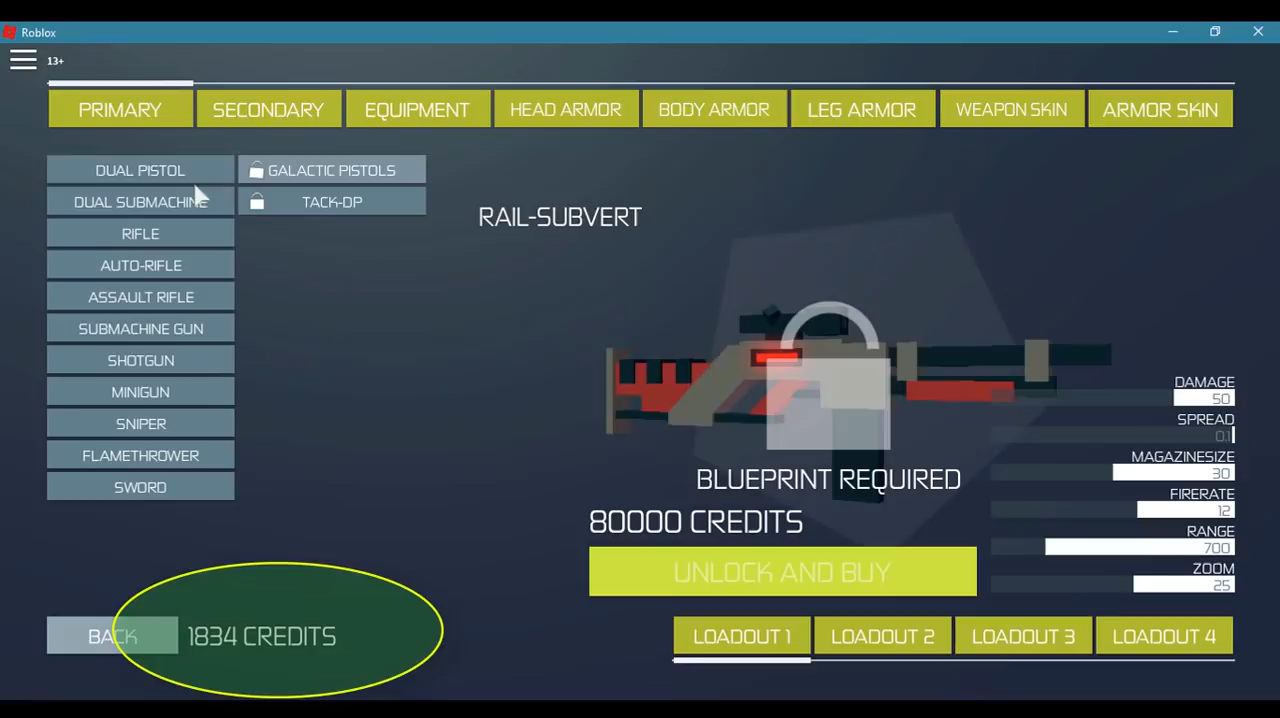 Roblox
13+
PRIMARY SECONDARY EQUIPMENT HEAD ARMOR BODY ARMOR LEG ARMOR WEAPON SKIN ARMOR SKIN
DUAL PISTOL GALACTIC PISTOLS
DUAL SUBMACHINE TACK-DP
RIFLE
AUTO-RIFLE
ASSAULT RIFLE
SUBMACHINE GUN
SHOTGUN
MINIGUN
SNIPER
FLAMETHROWER
SWORD
RAIL-SUBVERT
BLUEPRINT REQUIRED
80000 CREDITS
UNLOCK AND BUY
DAMAGE
50
SPREAD
0.1
MAGAZINESIZE
30
FIRERATE
12
RANGE
700
ZOOM
25
BACK 1834 CREDITS
LOADOUT 1 LOADOUT 2 LOADOUT 3 LOADOUT 4